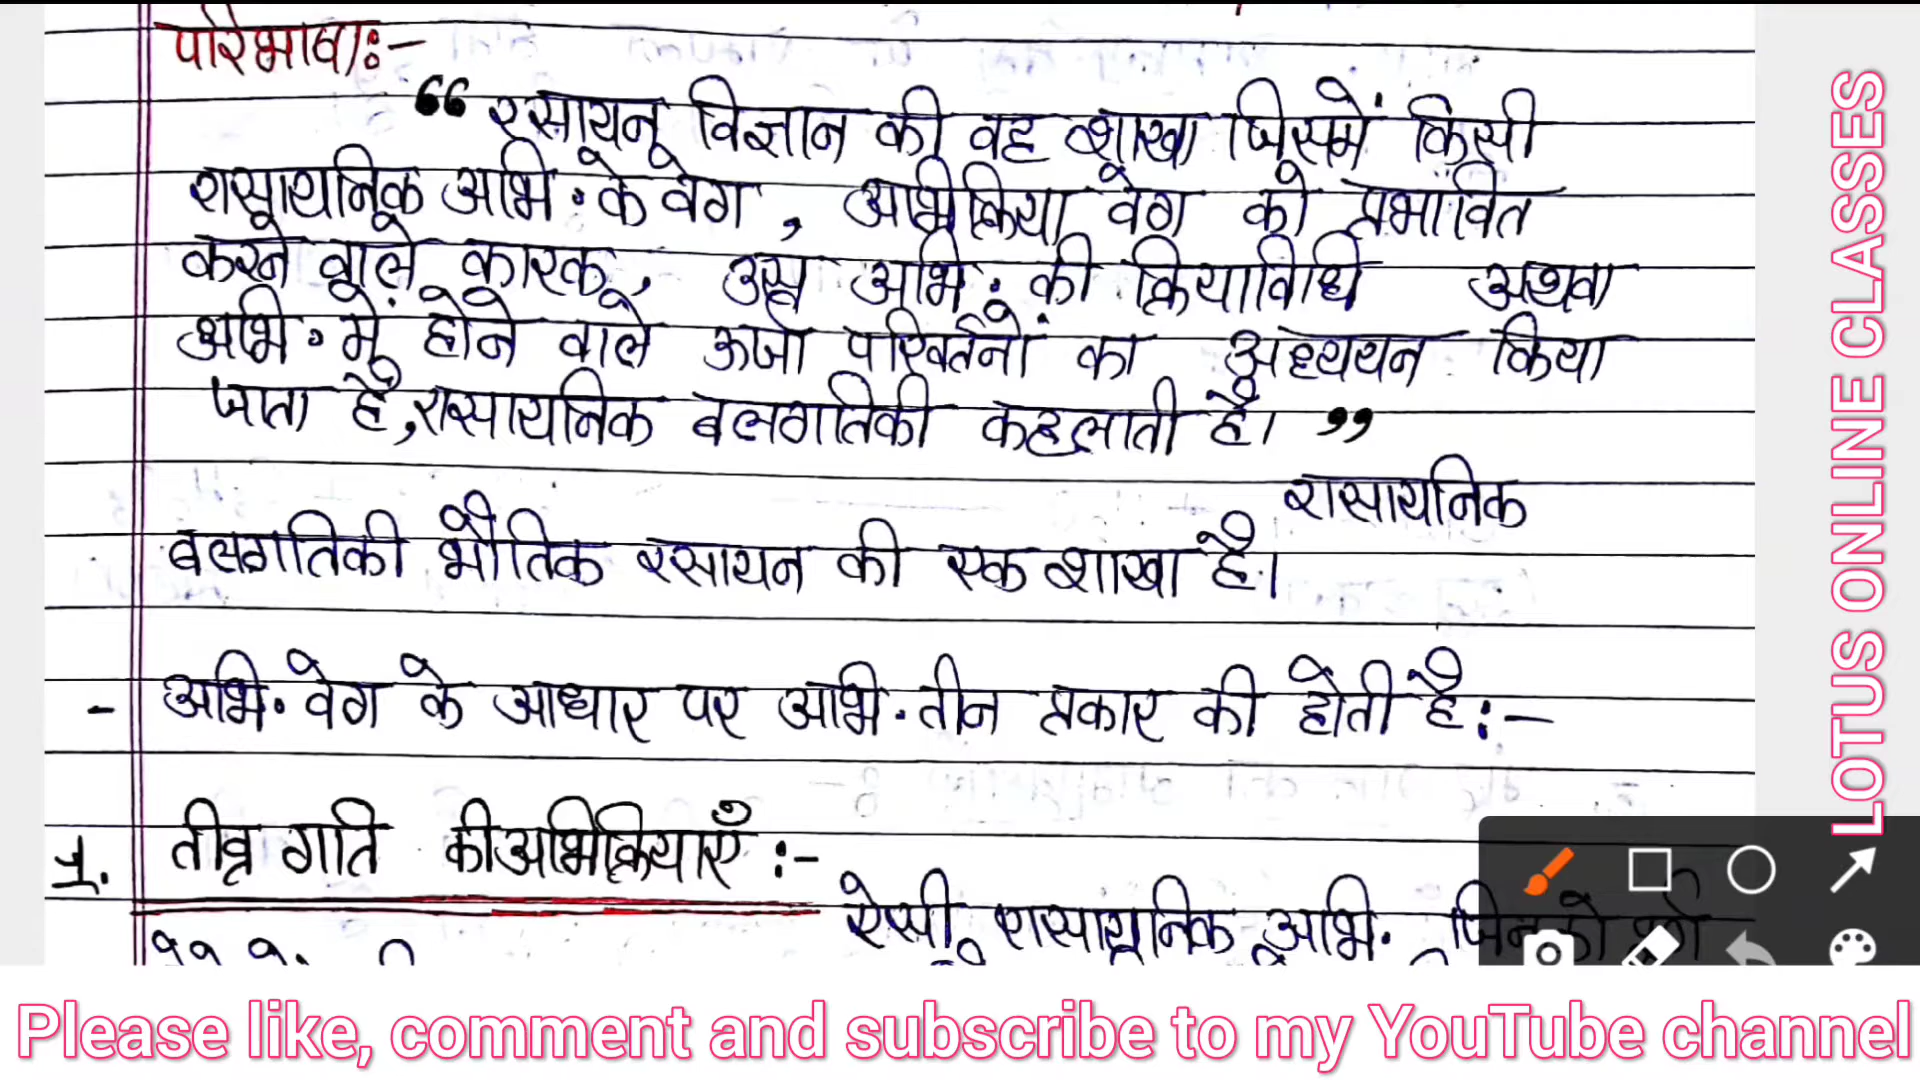 परिभाषा:-
“ रसायन विज्ञान की वह शाखा जिसमें किसी
रासायनिक अभि. के वेग, अभिक्रिया वेग को प्रभावित
करने वाले कारक, उस अभि. की क्रियाविधि अथवा
अभि. में होने वाले ऊर्जा परिवर्तनों का अध्ययन किया
जाता है, रासायनिक बलगतिकी कहलाती है। ”
रासायनिक
बलगतिकी भौतिक रसायन की एक शाखा है।
- अभि. वेग के आधार पर अभि. तीन प्रकार की होती है:-
1. तीव्र गति की अभिक्रियाएँ :-
ऐसी रासायनिक अभि. जिनको
LOTUS ONLINE CLASSES
Please like, comment and subscribe to my YouTube channel